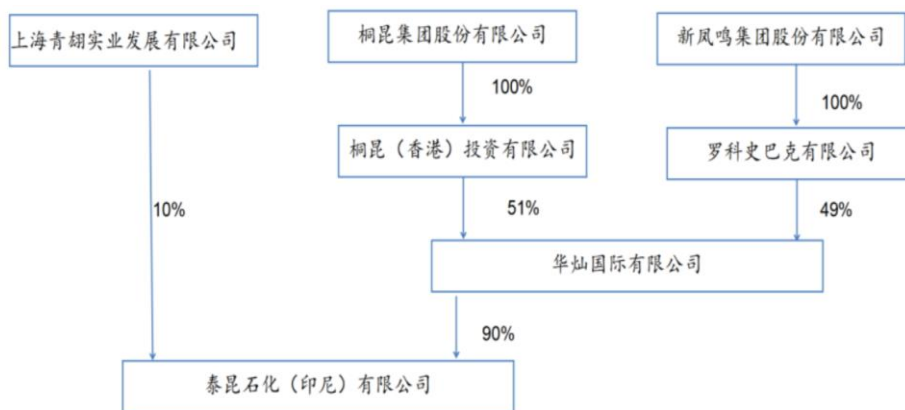 上海青翃实业发展有限公司
桐昆集团股份有限公司
新凤鸣集团股份有限公司
100%
100%
桐昆（香港）投资有限公司
罗科史巴克有限公司
10%
51%
49%
华灿国际有限公司
90%
泰昆石化（印尼）有限公司